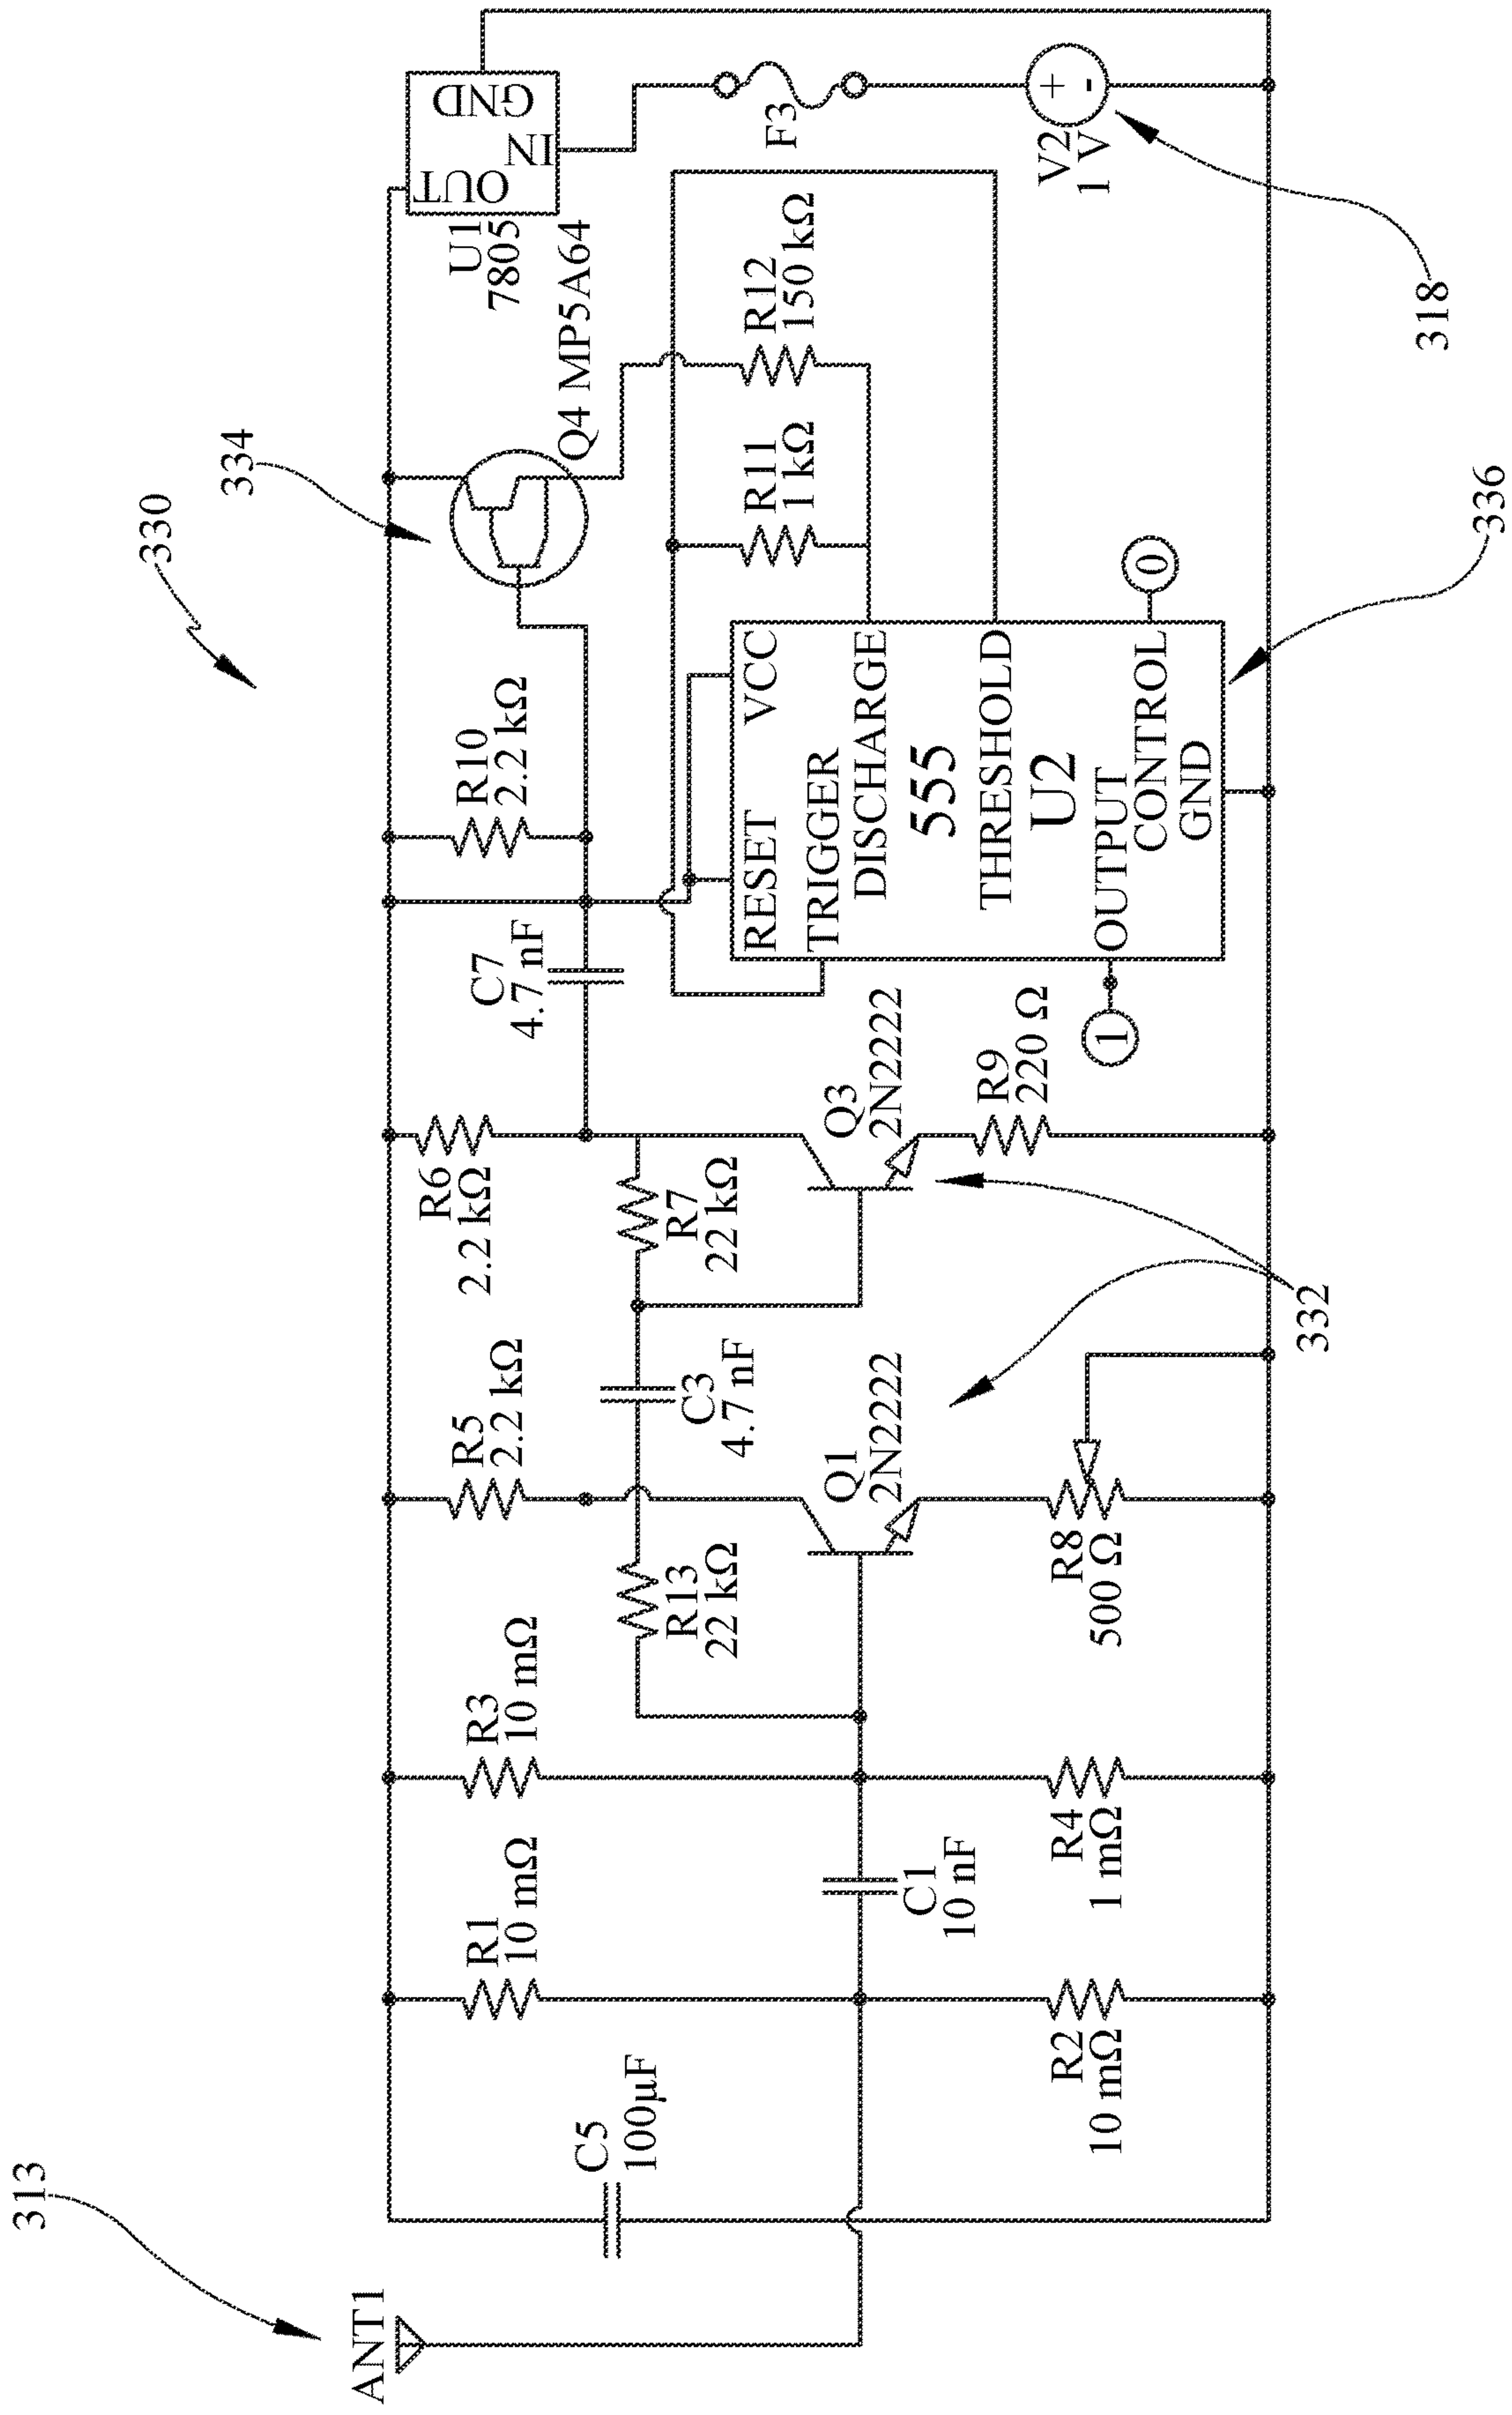 330
313
ANT1
C5
100µF
R1
10 mΩ
R3
10 mΩ
R5
2.2 kΩ
R6
2.2 kΩ
C7
4.7 nF
R10
2.2 kΩ
334
Q4 MP5A64
U1
7805
OUT
IN
GND
R13
22 kΩ
C3
4.7 nF
R7
22 kΩ
R11
1 kΩ
R12
150 kΩ
F3
C1
10 nF
Q1
2N2222
Q3
2N2222
RESET
VCC
TRIGGER
DISCHARGE
555
THRESHOLD
U2
OUTPUT
CONTROL
GND
1
0
V2
1 V
+
-
R2
10 mΩ
R4
1 mΩ
R8
500 Ω
R9
220 Ω
332
336
318